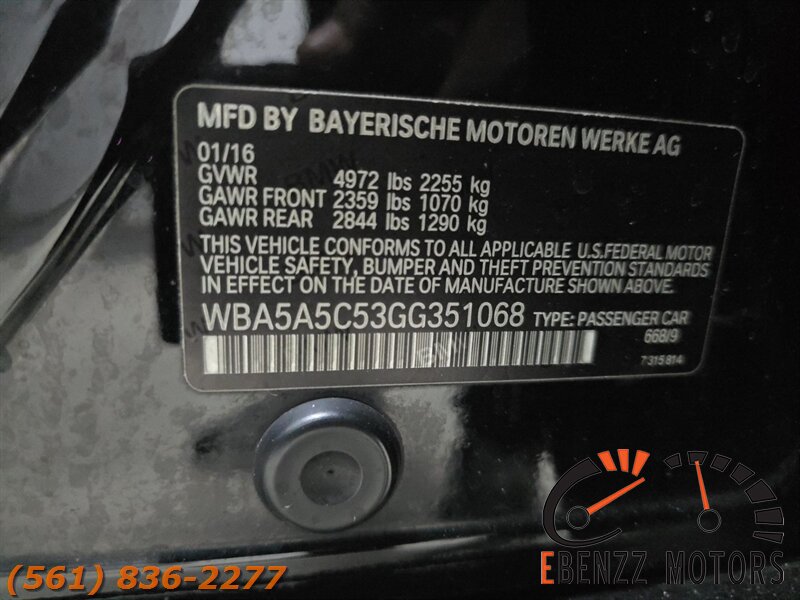 MFD BY BAYERISCHE MOTOREN WERKE AG
01/16
GVWR 4972 lbs 2255 kg
GAWR FRONT 2359 lbs 1070 kg
GAWR REAR 2844 lbs 1290 kg
THIS VEHICLE CONFORMS TO ALL APPLICABLE U.S.FEDERAL MOTOR
VEHICLE SAFETY, BUMPER AND THEFT PREVENTION STANDARDS
IN EFFECT ON THE DATE OF MANUFACTURE SHOWN ABOVE.
WBA5A5C53GG351068 TYPE: PASSENGER CAR
668/9
7 315 814
(561) 836-2277
EBENZZ MOTORS